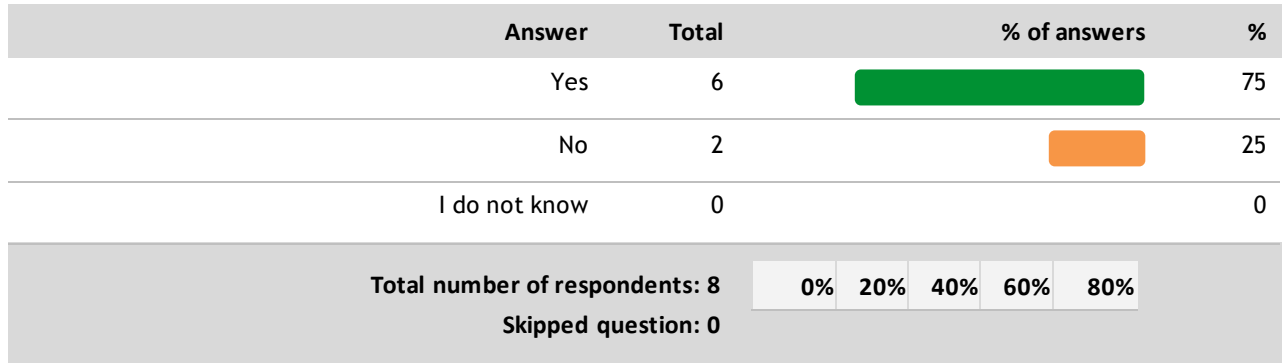 Answer Total % of answers %
Yes 6 75
No 2 25
I do not know 0 0
Total number of respondents: 8 0% 20% 40% 60% 80%
Skipped question: 0